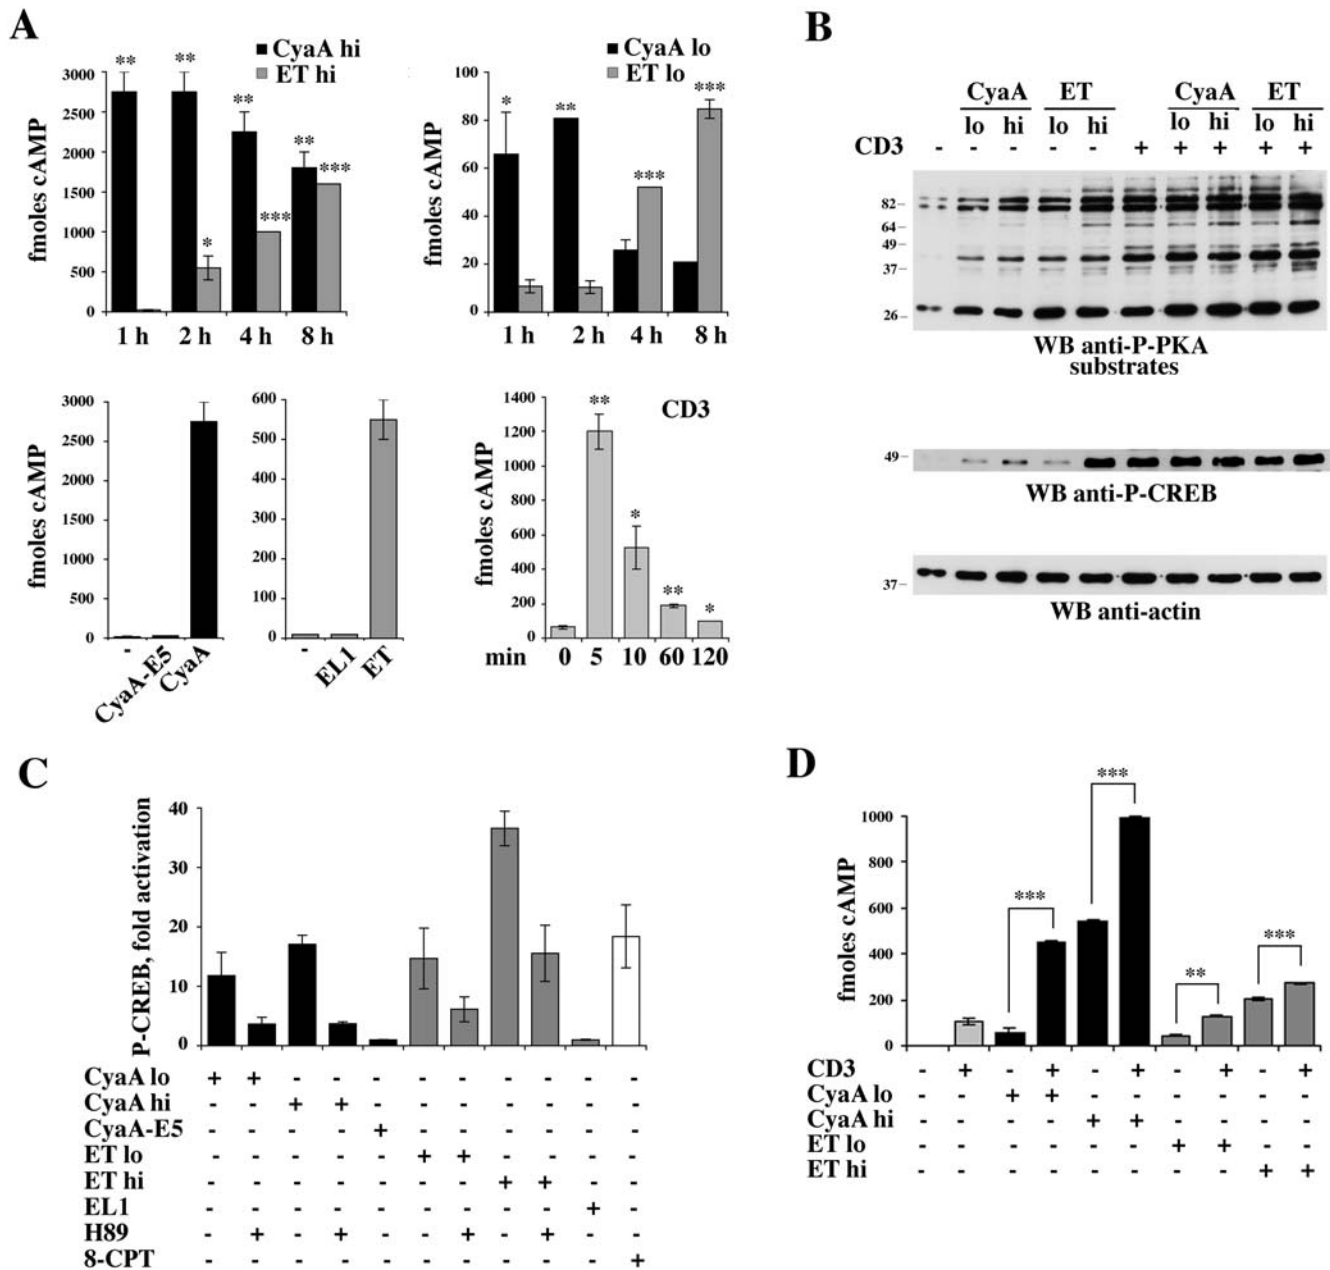 A
CyaA hi
ET hi
fmoles cAMP
3000
2500
2000
1500
1000
500
0
** ** ** ** * *** ***
1 h 2 h 4 h 8 h
CyaA lo
ET lo
100
80
60
40
20
0
* ** *** ***
fmoles cAMP
1 h 2 h 4 h 8 h
fmoles cAMP
3000
2500
2000
1500
1000
500
0
- CyaA-E5 CyaA
600
500
400
300
200
100
0
- EL1 ET
CD3
fmoles cAMP
1400
1200
1000
800
600
400
200
0
** * ** *
min 0 5 10 60 120
B
CyaA ET CyaA ET
lo hi lo hi lo hi lo hi
CD3 - - - - - + + + + +
82
64
49
37
26
WB anti-P-PKA
substrates
49
WB anti-P-CREB
37
WB anti-actin
C
P-CREB, fold activation
40
30
20
10
0
CyaA lo + + - - - - - - - - -
CyaA hi - - + + - - - - - - -
CyaA-E5 - - - - + - - - - - -
ET lo - - - - - + + - - - -
ET hi - - - - - - - + + - -
EL1 - - - - - - - - - + -
H89 - + - + - - + - + - -
8-CPT - - - - - - - - - - +
D
fmoles cAMP
1000
800
600
400
200
0
*** *** ** ***
CD3 - + - + - + - + - +
CyaA lo - - + + - - - - - -
CyaA hi - - - - + + - - - -
ET lo - - - - - - + + - -
ET hi - - - - - - - - + +